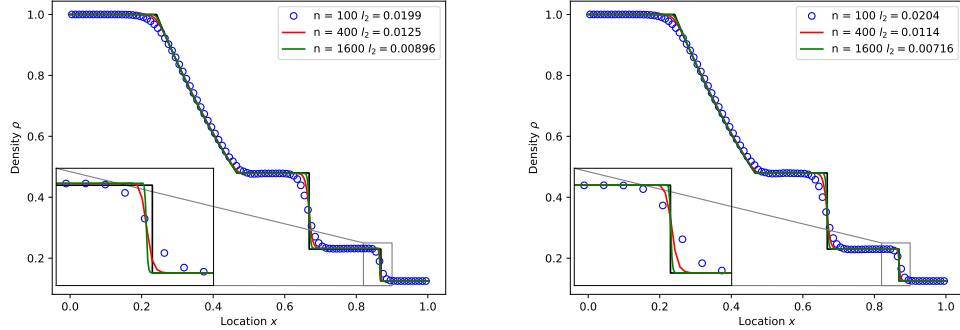 n = 100 l₂ = 0.0199
n = 400 l₂ = 0.0125
n = 1600 l₂ = 0.00896
Density ρ
1.0
0.8
0.6
0.4
0.2
0.0 0.2 0.4 0.6 0.8 1.0
Location x
n = 100 l₂ = 0.0204
n = 400 l₂ = 0.0114
n = 1600 l₂ = 0.00716
Density ρ
1.0
0.8
0.6
0.4
0.2
0.0 0.2 0.4 0.6 0.8 1.0
Location x